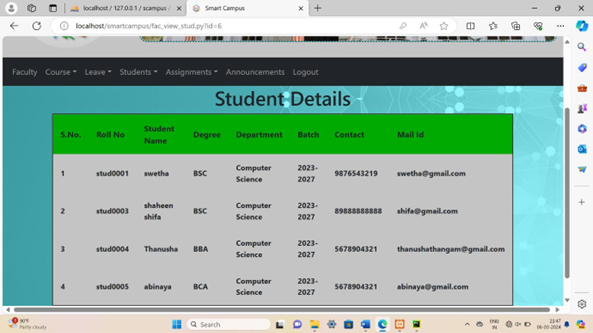 localhost / 127.0.0.1 / scampus
Smart Campus
localhost/smartcampus/fac_view_stud.py?id=6
Faculty Course Leave Students Assignments Announcements Logout
Student Details
S.No. Roll No Student Name Degree Department Batch Contact Mail Id
1 stud0001 swetha BSC Computer Science 2023-2027 9876543219 swetha@gmail.com
2 stud0003 shaheen shifa BSC Computer Science 2023-2027 89888888888 shifa@gmail.com
3 stud0004 Thanusha BBA Computer Science 2023-2027 5678904321 thanushathangam@gmail.com
4 stud0005 abinaya BCA Computer Science 2023-2027 5678904321 abinaya@gmail.com
90°F
Partly cloudy
Search
ENG
IN
23:47
06-03-2024